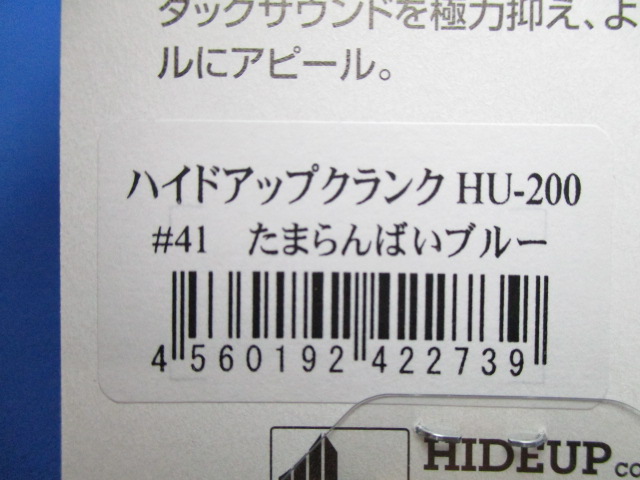 タックサウンドを極力抑え、よ
ルにアピール。
ハイドアップクランク HU-200
#41 たまらんばいブルー
4 560192 422739
HIDEUP co